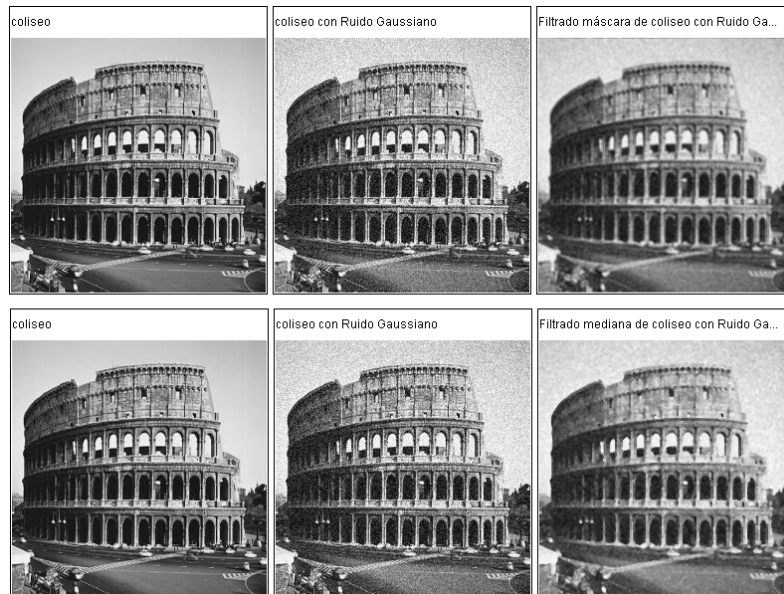 coliseo
coliseo con Ruido Gaussiano
Filtrado máscara de coliseo con Ruido Ga...
coliseo
coliseo con Ruido Gaussiano
Filtrado mediana de coliseo con Ruido Ga...